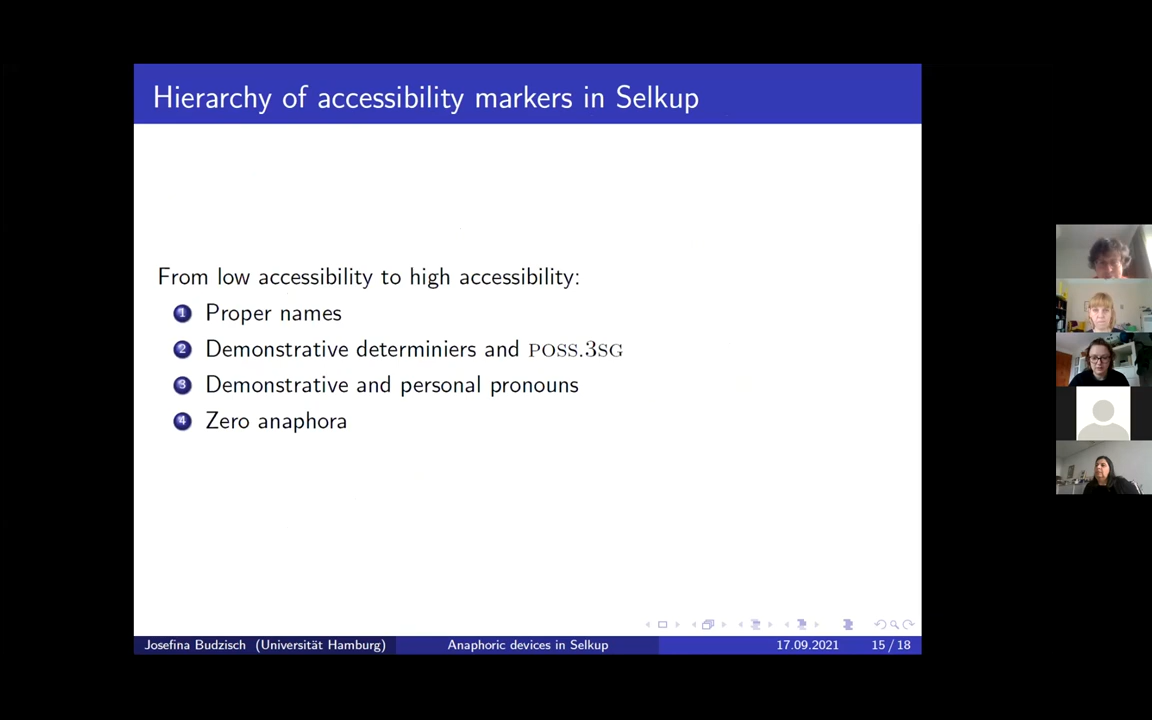 Hierarchy of accessibility markers in Selkup
From low accessibility to high accessibility:
1 Proper names
2 Demonstrative determiniers and POSS.3SG
3 Demonstrative and personal pronouns
4 Zero anaphora
Josefina Budzisch (Universität Hamburg) Anaphoric devices in Selkup 17.09.2021 15 / 18